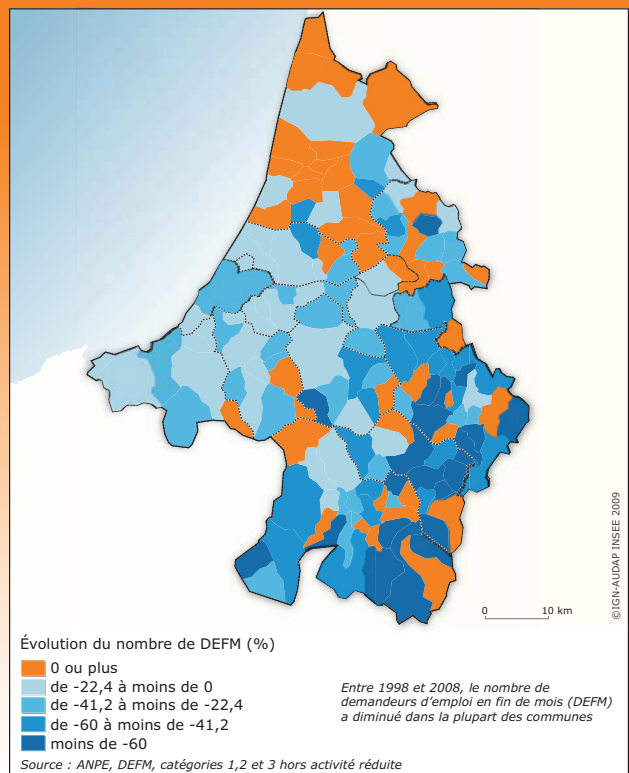 ©IGN-AUDAP INSEE 2009
0 10 km
Évolution du nombre de DEFM (%)
0 ou plus
de -22,4 à moins de 0
de -41,2 à moins de -22,4
de -60 à moins de -41,2
moins de -60
Entre 1998 et 2008, le nombre de
demandeurs d'emploi en fin de mois (DEFM)
a diminué dans la plupart des communes
Source : ANPE, DEFM, catégories 1,2 et 3 hors activité réduite